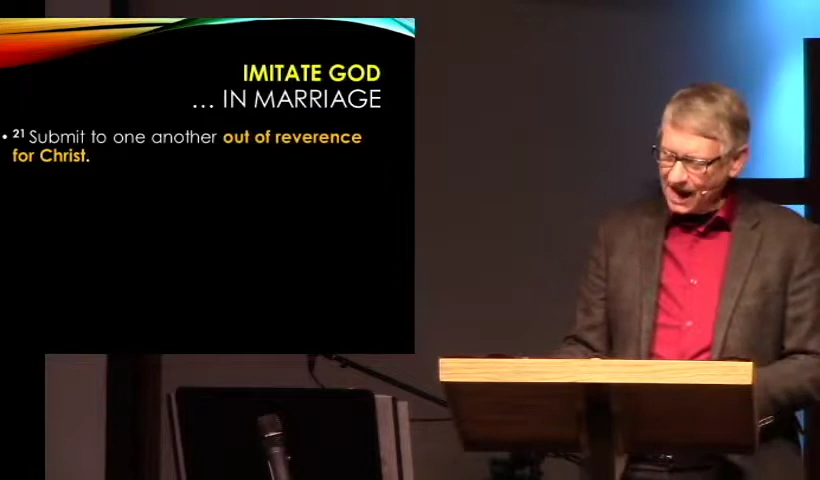 IMITATE GOD
... IN MARRIAGE
• 21 Submit to one another out of reverence
for Christ.